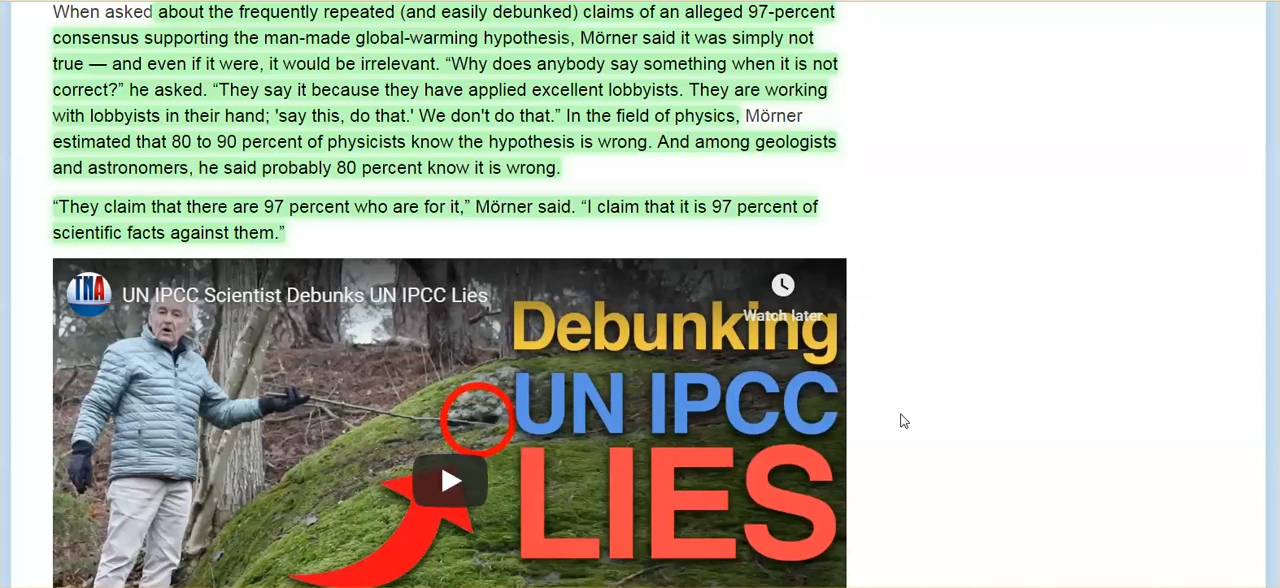 When asked about the frequently repeated (and easily debunked) claims of an alleged 97-percent
consensus supporting the man-made global-warming hypothesis, Mörner said it was simply not
true — and even if it were, it would be irrelevant. “Why does anybody say something when it is not
correct?” he asked. “They say it because they have applied excellent lobbyists. They are working
with lobbyists in their hand; 'say this, do that.' We don't do that.” In the field of physics, Mörner
estimated that 80 to 90 percent of physicists know the hypothesis is wrong. And among geologists
and astronomers, he said probably 80 percent know it is wrong.
“They claim that there are 97 percent who are for it,” Mörner said. “I claim that it is 97 percent of
scientific facts against them.”
TNA
UN IPCC Scientist Debunks UN IPCC Lies
Watch later
Debunking
UN IPCC
LIES